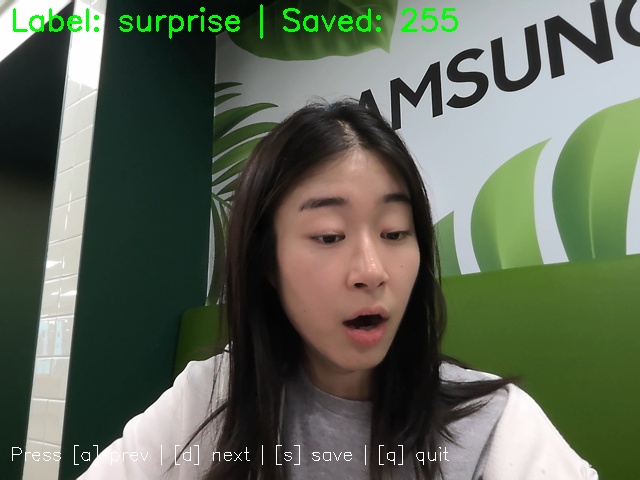 Label: surprise | Saved: 255
AMSUNG
Press [a] prev | [d] next | [s] save | [q] quit